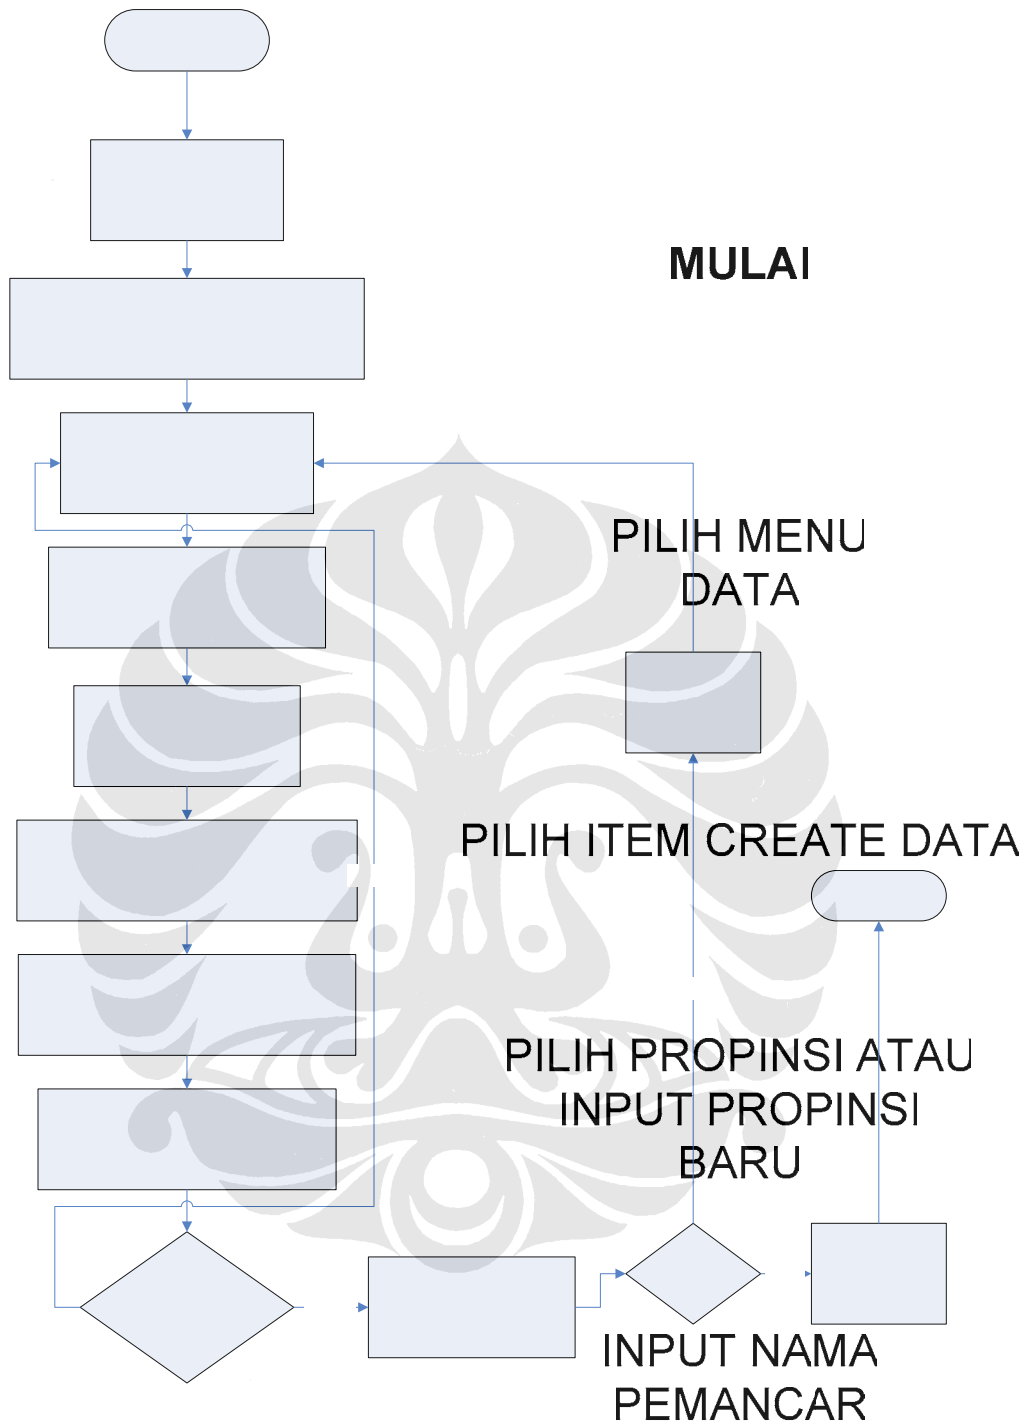 MULAI
PILIH MENU
DATA
PILIH ITEM CREATE DATA
PILIH PROPINSI ATAU
INPUT PROPINSI
BARU
INPUT NAMA
PEMANCAR